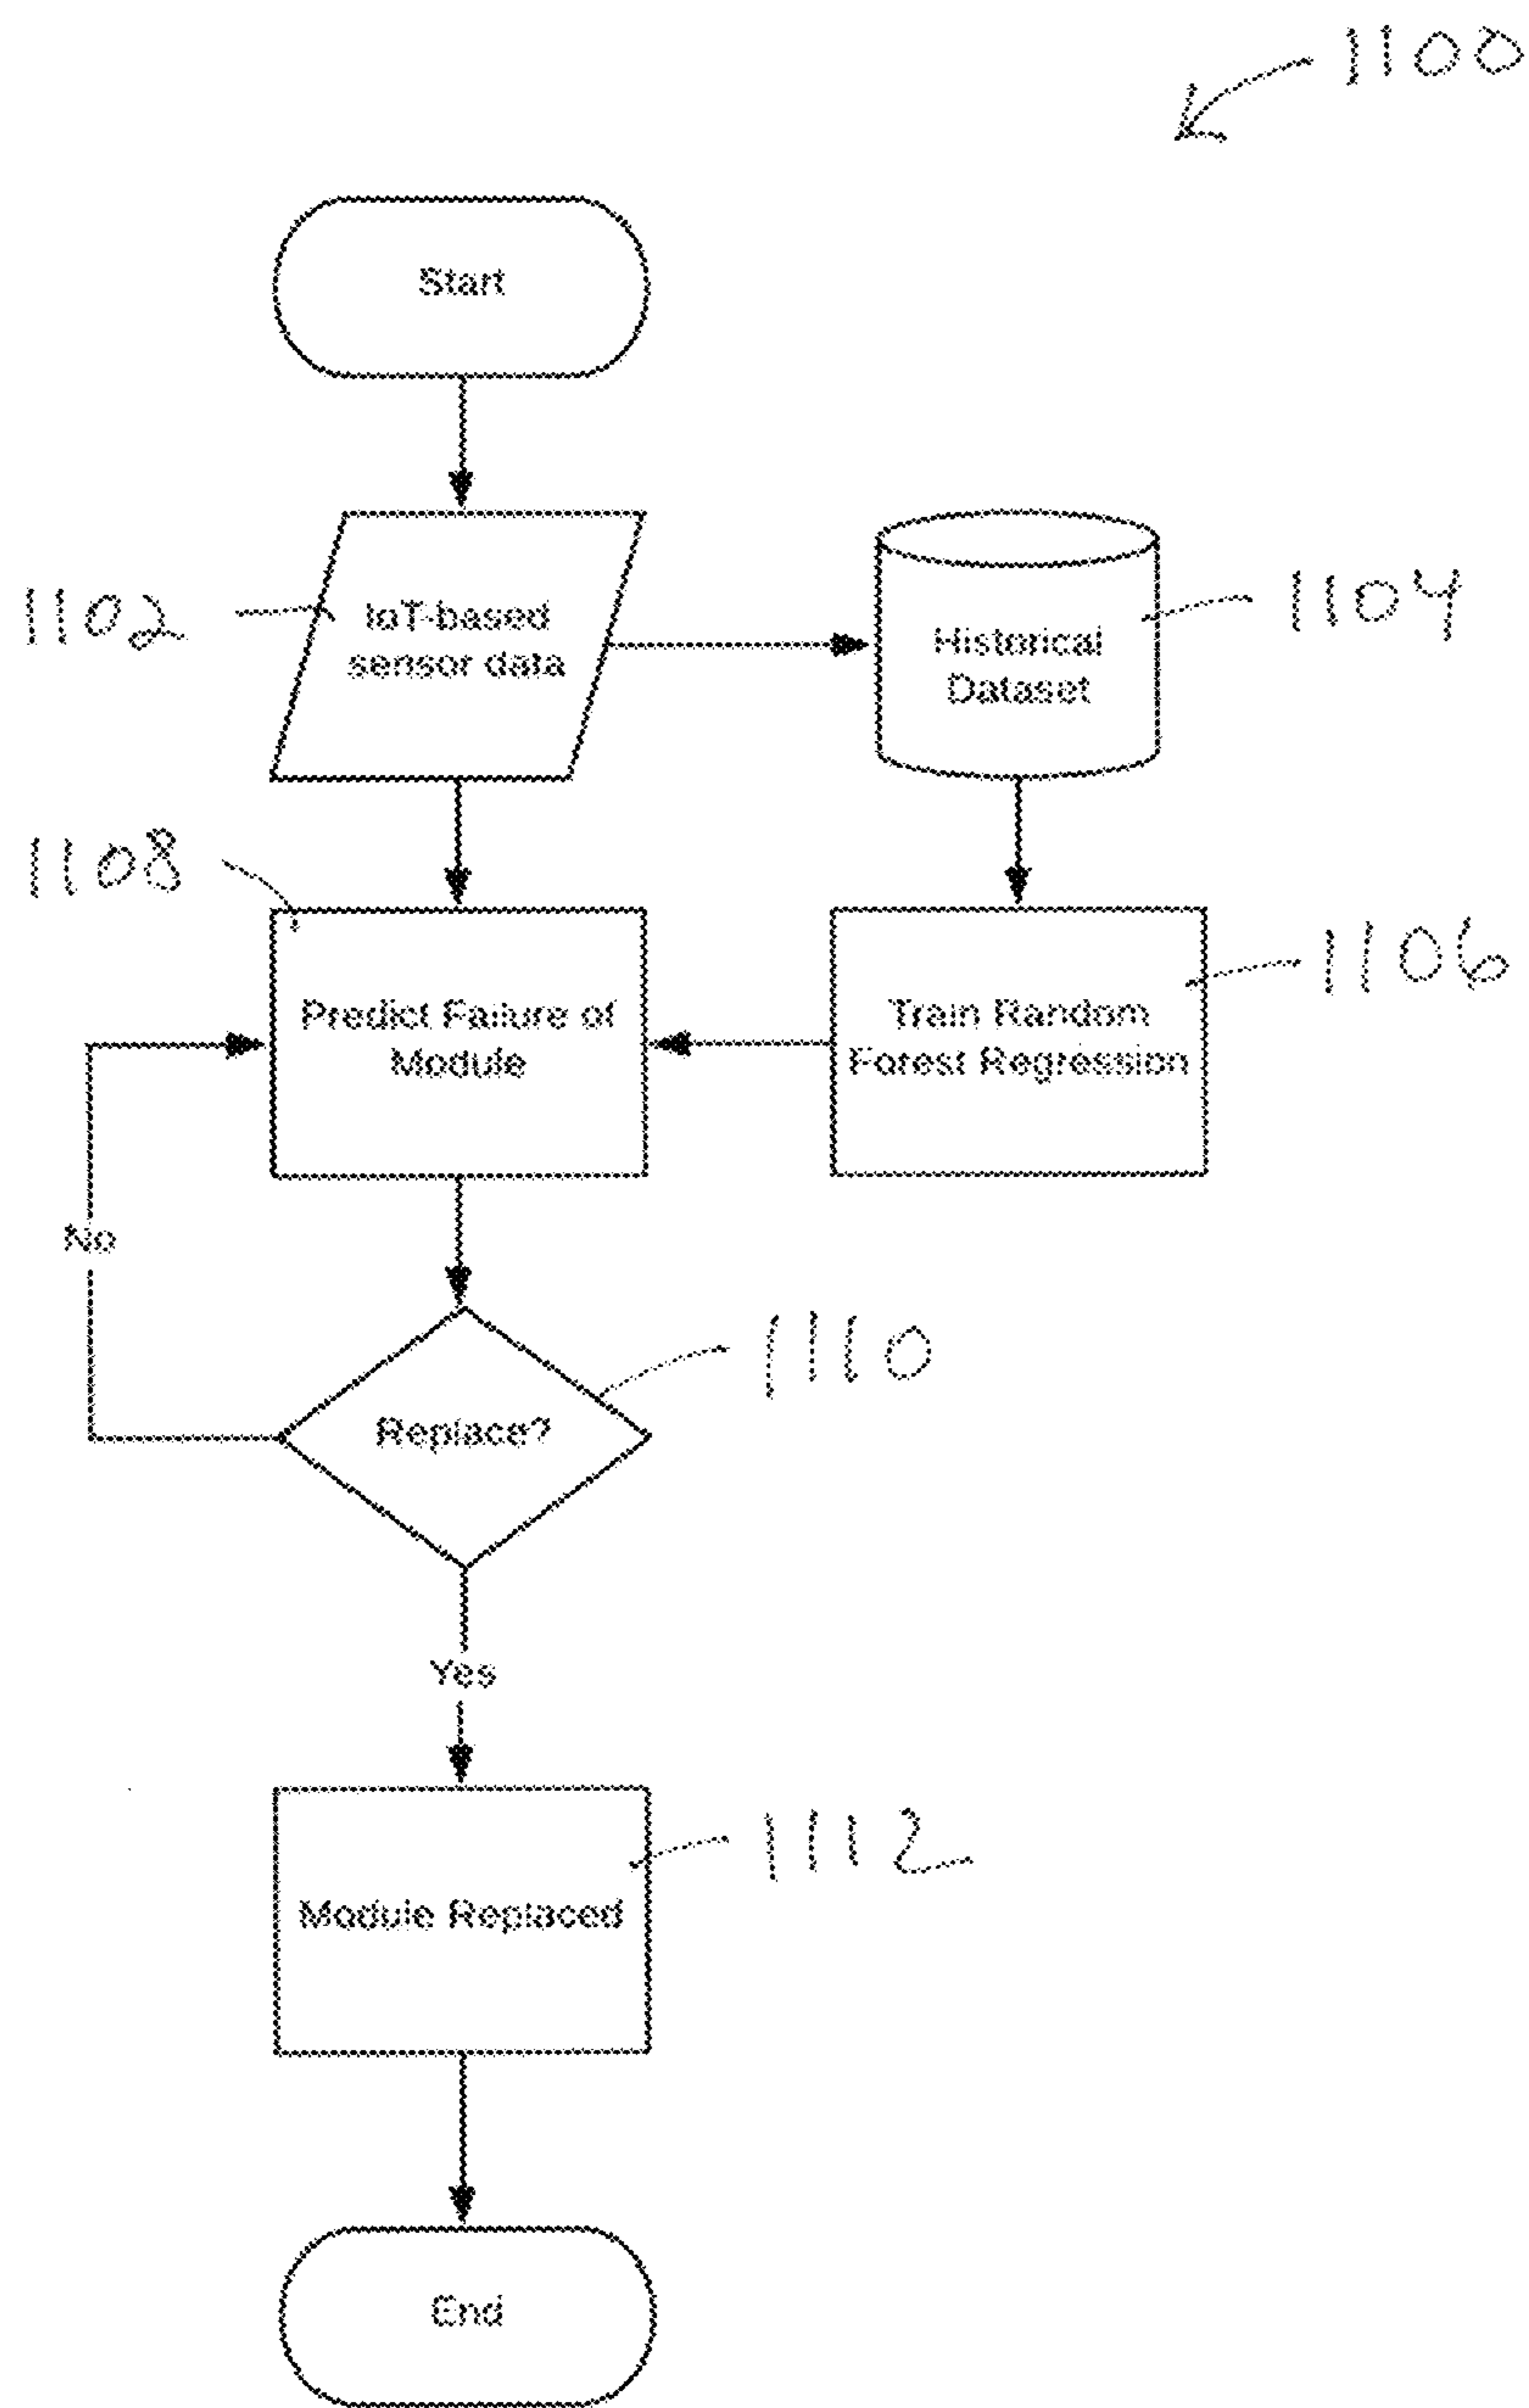 1100
Start
1102
IoT-based
sensor data
Historical
Dataset
1104
1108
Predict Failure of
Module
Train Random
Forest Regression
1106
No
Replace?
1110
Yes
Module Replaced
1112
End